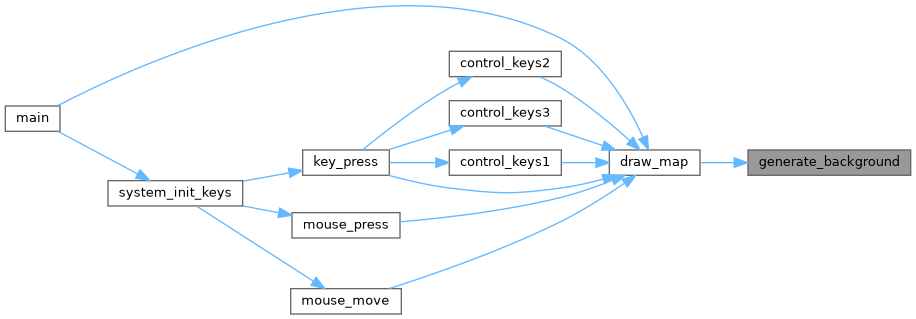 main
system_init_keys
key_press
mouse_press
mouse_move
control_keys2
control_keys3
control_keys1
draw_map
generate_background